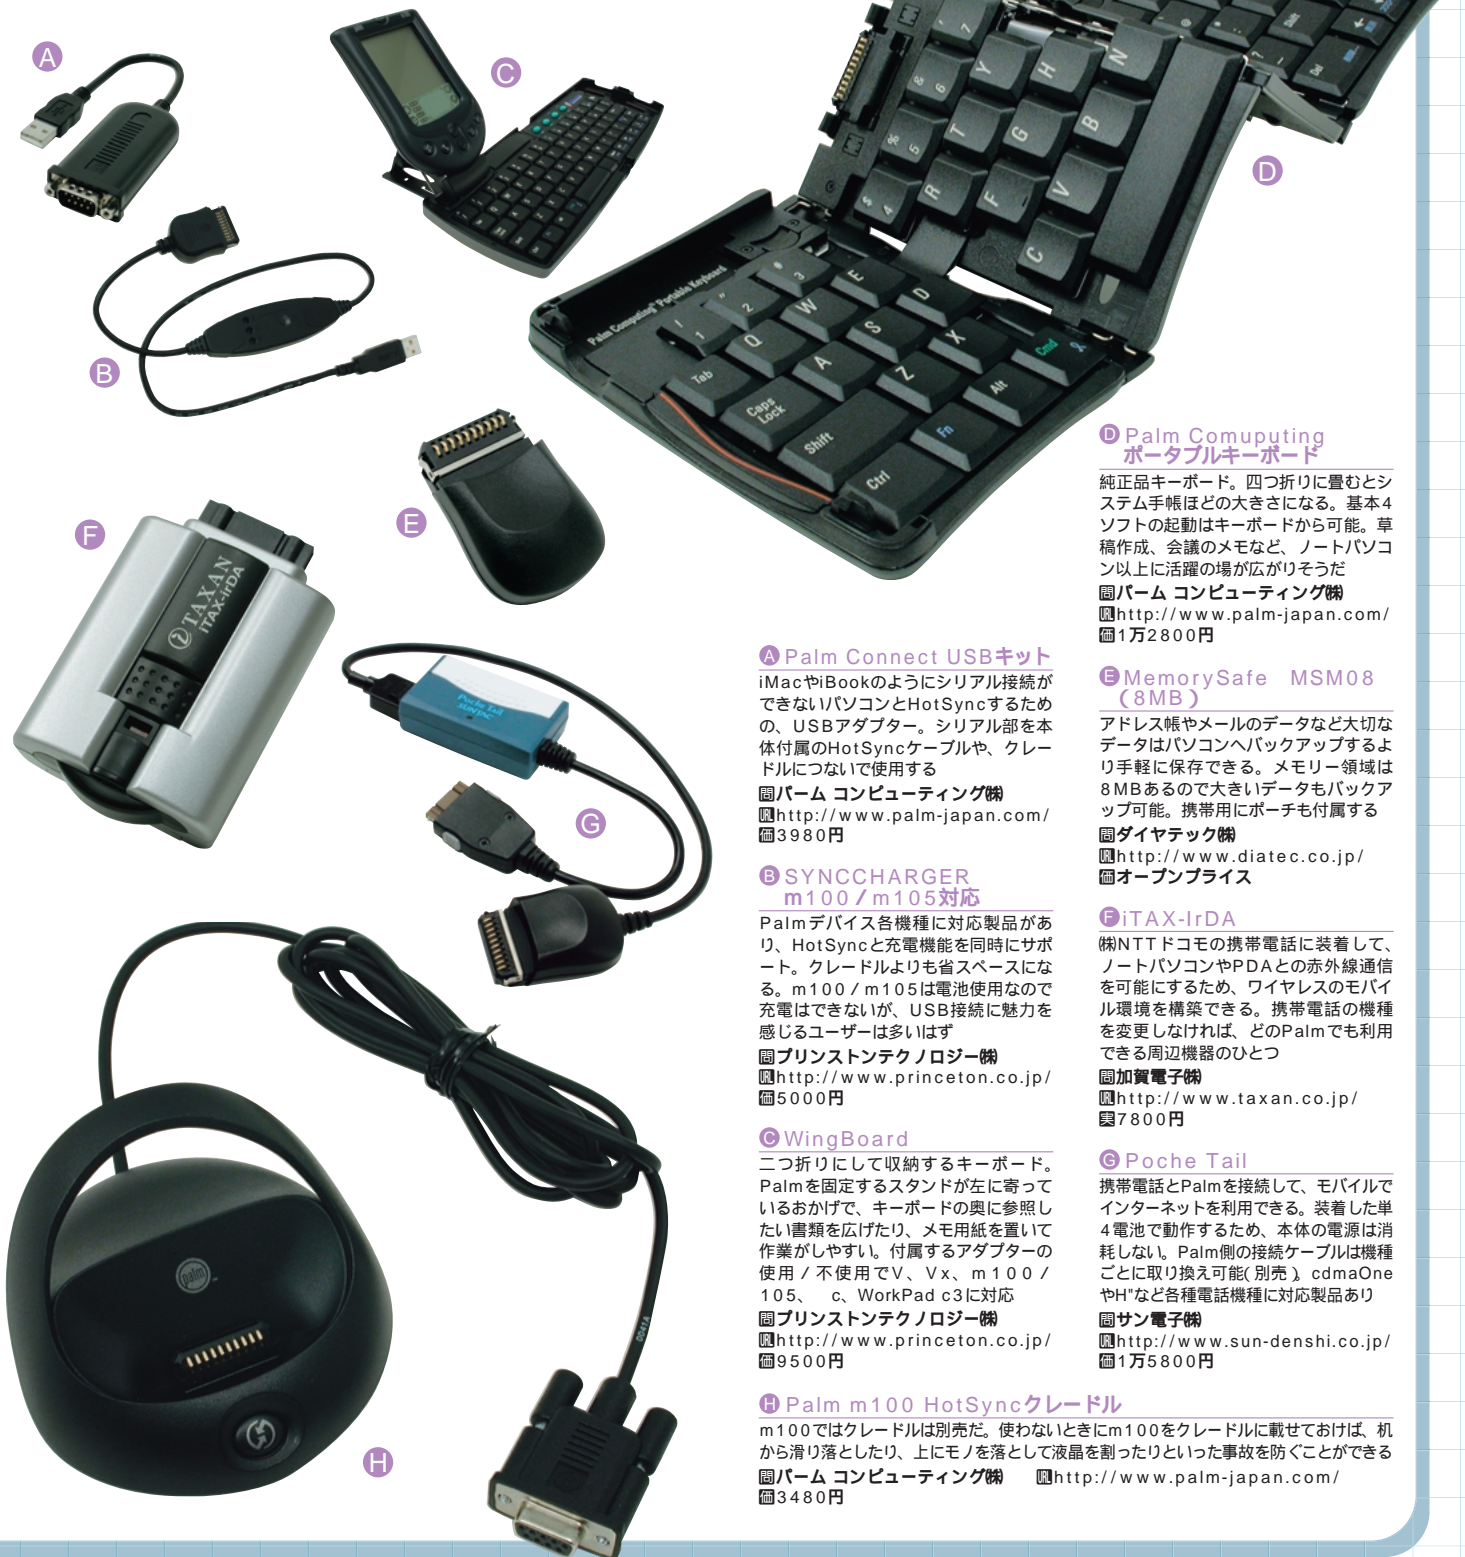 A
B
C
D
E
F
G
H
Palm Computing Portable Keyboard
Tab
Caps Lock
Shift
Ctrl
Fn
Alt
Cmd
Q
W
E
R
T
Y
A
S
D
F
G
H
Z
X
C
V
B
N
Del
Shift
TAXAN
iTAX-irDA
Poche Tail
SUNTAC
palm
A Palm Connect USBキット
iMacやiBookのようにシリアル接続が
できないパソコンとHotSyncするため
の、USBアダプター。シリアル部を本
体付属のHotSyncケーブルや、クレー
ドルにつないで使用する
問パーム コンピューティング㈱
URL http://www.palm-japan.com/
価3980円
B SYNCCHARGER
m100/m105対応
Palmデバイス各機種に対応製品があ
り、HotSyncと充電機能を同時にサポ
ート。クレードルよりも省スペースにな
る。m100/m105は電池使用なので
充電はできないが、USB接続に魅力を
感じるユーザーは多いはず
問プリンストンテクノロジー㈱
URL http://www.princeton.co.jp/
価5000円
C WingBoard
二つ折りにして収納するキーボード。
Palmを固定するスタンドが左に寄って
いるおかげで、キーボードの奥に参照し
たい書類を広げたり、メモ用紙を置いて
作業がしやすい。付属するアダプターの
使用/不使用でV、Vx、m100/
105、 c、WorkPad c3に対応
問プリンストンテクノロジー㈱
URL http://www.princeton.co.jp/
価9500円
D Palm Comuputing
ポータブルキーボード
純正品キーボード。四つ折りに畳むとシ
ステム手帳ほどの大きさになる。基本4
ソフトの起動はキーボードから可能。草
稿作成、会議のメモなど、ノートパソコ
ン以上に活躍の場が広がりそうだ
問パーム コンピューティング㈱
URL http://www.palm-japan.com/
価1万2800円
E MemorySafe MSM08
(8MB)
アドレス帳やメールのデータなど大切な
データはパソコンへバックアップするよ
り手軽に保存できる。メモリー領域は
8MBあるので大きいデータもバックア
ップ可能。携帯用にポーチも付属する
問ダイヤテック㈱
URL http://www.diatec.co.jp/
価オープンプライス
F iTAX-IrDA
㈱NTTドコモの携帯電話に装着して、
ノートパソコンやPDAとの赤外線通信
を可能にするため、ワイヤレスのモバイ
ル環境を構築できる。携帯電話の機種
を変更しなければ、どのPalmでも利用
できる周辺機器のひとつ
問加賀電子㈱
URL http://www.taxan.co.jp/
実7800円
G Poche Tail
携帯電話とPalmを接続して、モバイルで
インターネットを利用できる。装着した単
4電池で動作するため、本体の電源は消
耗しない。Palm側の接続ケーブルは機種
ごとに取り換え可能(別売)。cdmaOne
やH"など各種電話機種に対応製品あり
問サン電子㈱
URL http://www.sun-denshi.co.jp/
価1万5800円
H Palm m100 HotSyncクレードル
m100ではクレードルは別売だ。使わないときにm100をクレードルに載せておけば、机
から滑り落としたり、上にモノを落として液晶を割ったりといった事故を防ぐことができる
問パーム コンピューティング㈱ URL http://www.palm-japan.com/
価3480円